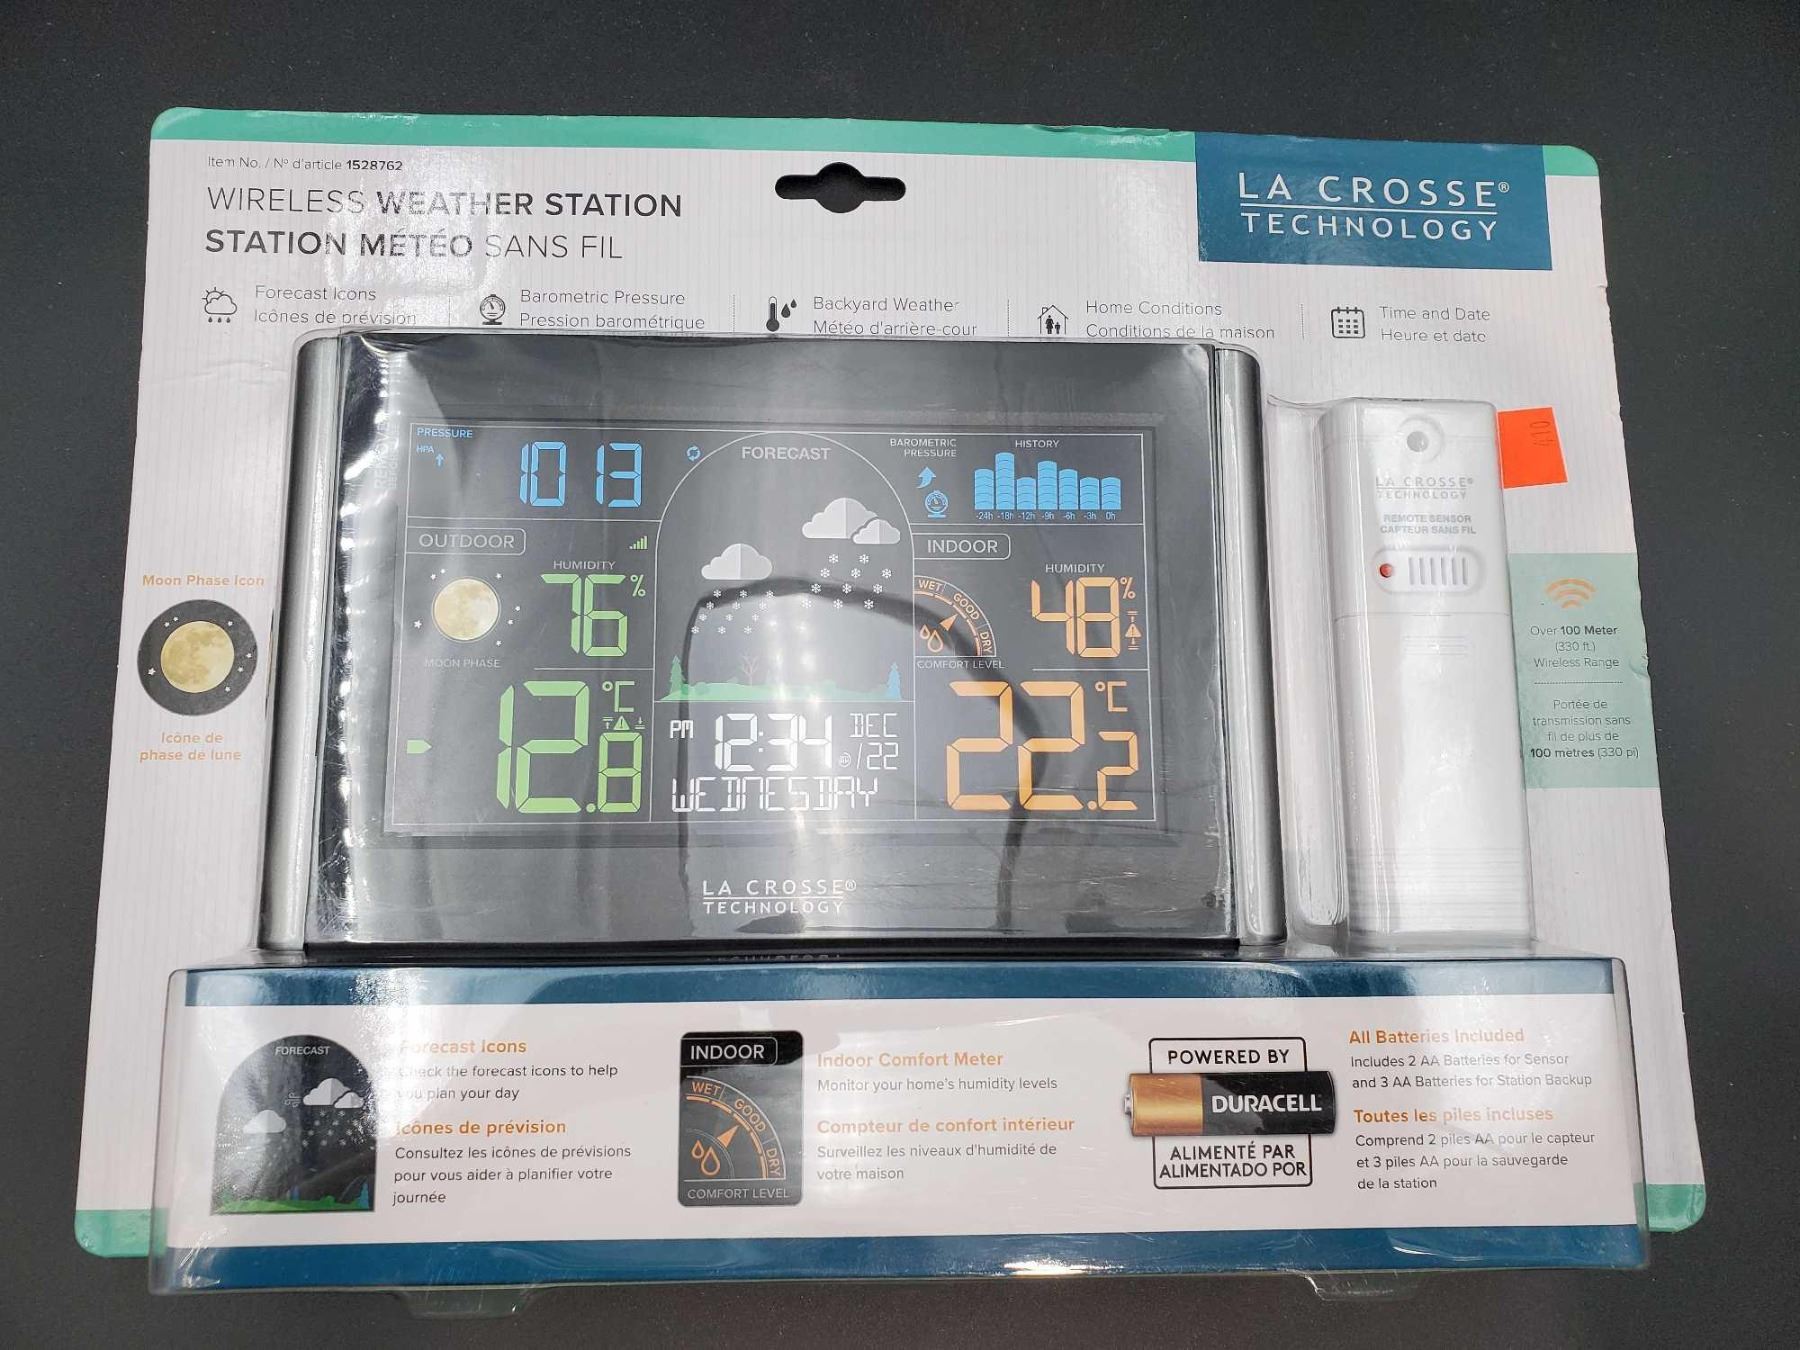 Item No. / Nº d'article 1528762
WIRELESS WEATHER STATION
STATION MÉTÉO SANS FIL
LA CROSSE®
TECHNOLOGY
Forecast Icons
Icônes de prévision
Barometric Pressure
Pression barométrique
Backyard Weather
Météo d'arrière-cour
Home Conditions
Conditions de la maison
Time and Date
Heure et date
PRESSURE
HPA
1013
FORECAST
BAROMETRIC
PRESSURE
HISTORY
-24h -18h -12h -9h -6h -3h 0h
OUTDOOR
HUMIDITY
76%
MOON PHASE
-12.8°C
INDOOR
WET GOOD DRY
COMFORT LEVEL
HUMIDITY
48%
22.2°C
PM 12:34 DEC
/22
WEDNESDAY
LA CROSSE®
TECHNOLOGY
Moon Phase Icon
Icône de
phase de lune
LA CROSSE®
TECHNOLOGY
REMOTE SENSOR
CAPTEUR SANS FIL
410
Over 100 Meter
(330 ft.)
Wireless Range
Portée de
transmission sans
fil de plus de
100 mètres (330 pi)
FORECAST
Forecast Icons
Check the forecast icons to help
you plan your day
Icônes de prévision
Consultez les icônes de prévisions
pour vous aider à planifier votre
journée
INDOOR
WET GOOD DRY
COMFORT LEVEL
Indoor Comfort Meter
Monitor your home's humidity levels
Compteur de confort intérieur
Surveillez les niveaux d'humidité de
votre maison
POWERED BY
DURACELL
ALIMENTÉ PAR
ALIMENTADO POR
All Batteries Included
Includes 2 AA Batteries for Sensor
and 3 AA Batteries for Station Backup
Toutes les piles incluses
Comprend 2 piles AA pour le capteur
et 3 piles AA pour la sauvegarde
de la station